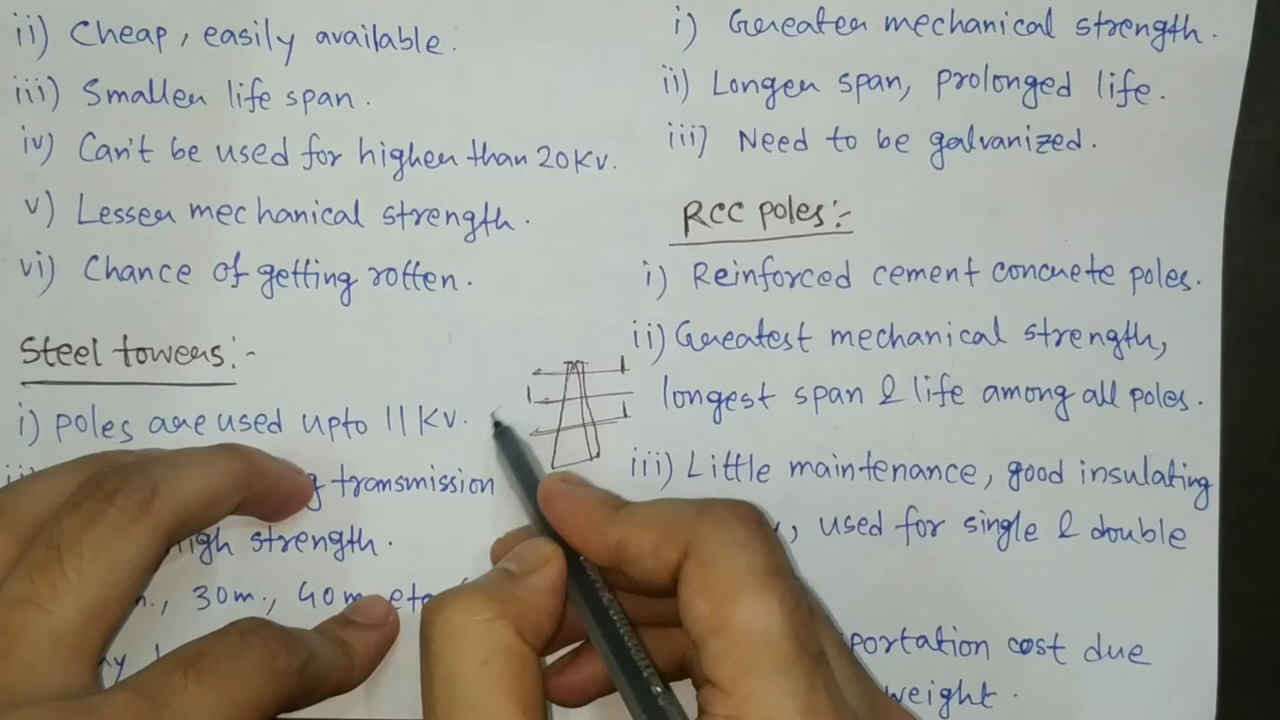 ii) Cheap, easily available.
iii) Smaller life span.
iv) Can't be used for higher than 20KV.
v) Lesser mechanical strength.
vi) Chance of getting rotten.
Steel towers:-
i) poles are used upto 11KV.
transmission
high strength.
30m., 40m etc
i) Greater mechanical strength.
ii) Longer span, prolonged life.
iii) Need to be galvanized.
RCC poles:-
i) Reinforced cement concrete poles.
ii) Greatest mechanical strength,
longest span & life among all poles.
iii) Little maintenance, good insulating
, used for single & double
cost due
weight.